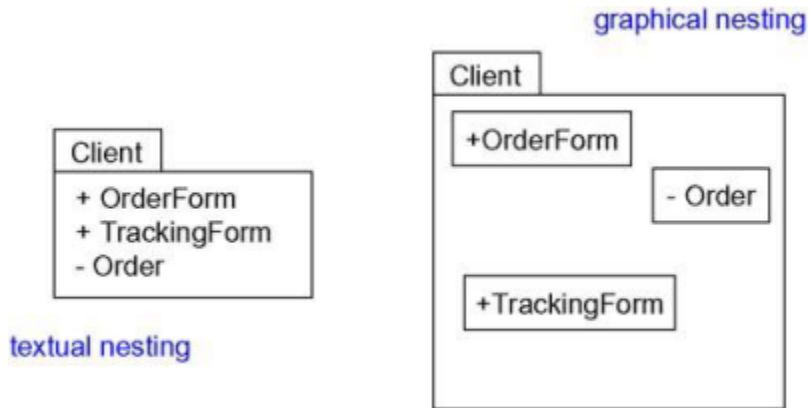 graphical nesting
Client
+OrderForm
- Order
+TrackingForm
Client
+ OrderForm
+ TrackingForm
- Order
textual nesting